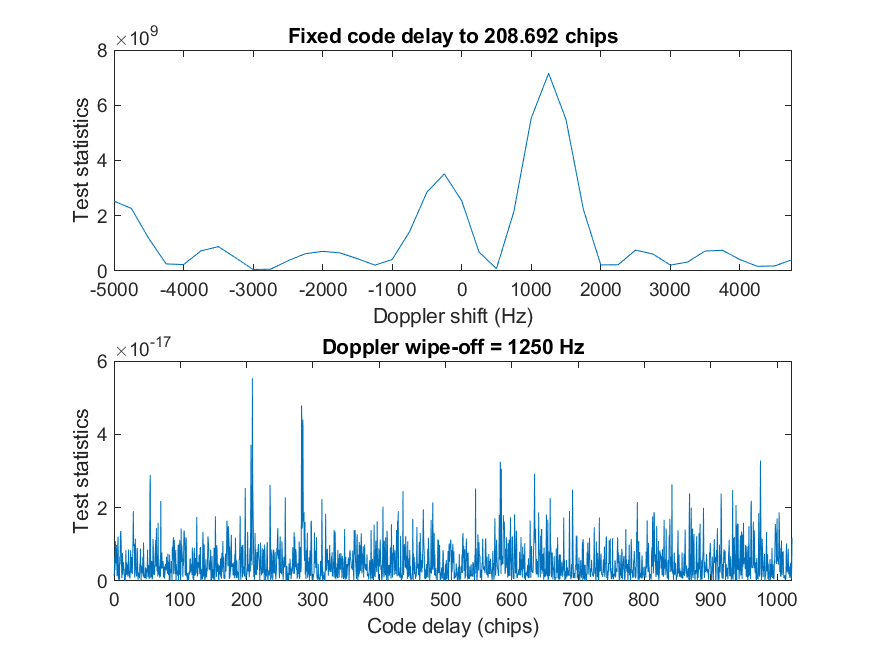 ×10^9
Fixed code delay to 208.692 chips
8
6
4
2
0
Test statistics
-5000 -4000 -3000 -2000 -1000 0 1000 2000 3000 4000
Doppler shift (Hz)
×10^-17
Doppler wipe-off = 1250 Hz
6
4
2
0
Test statistics
0 100 200 300 400 500 600 700 800 900 1000
Code delay (chips)